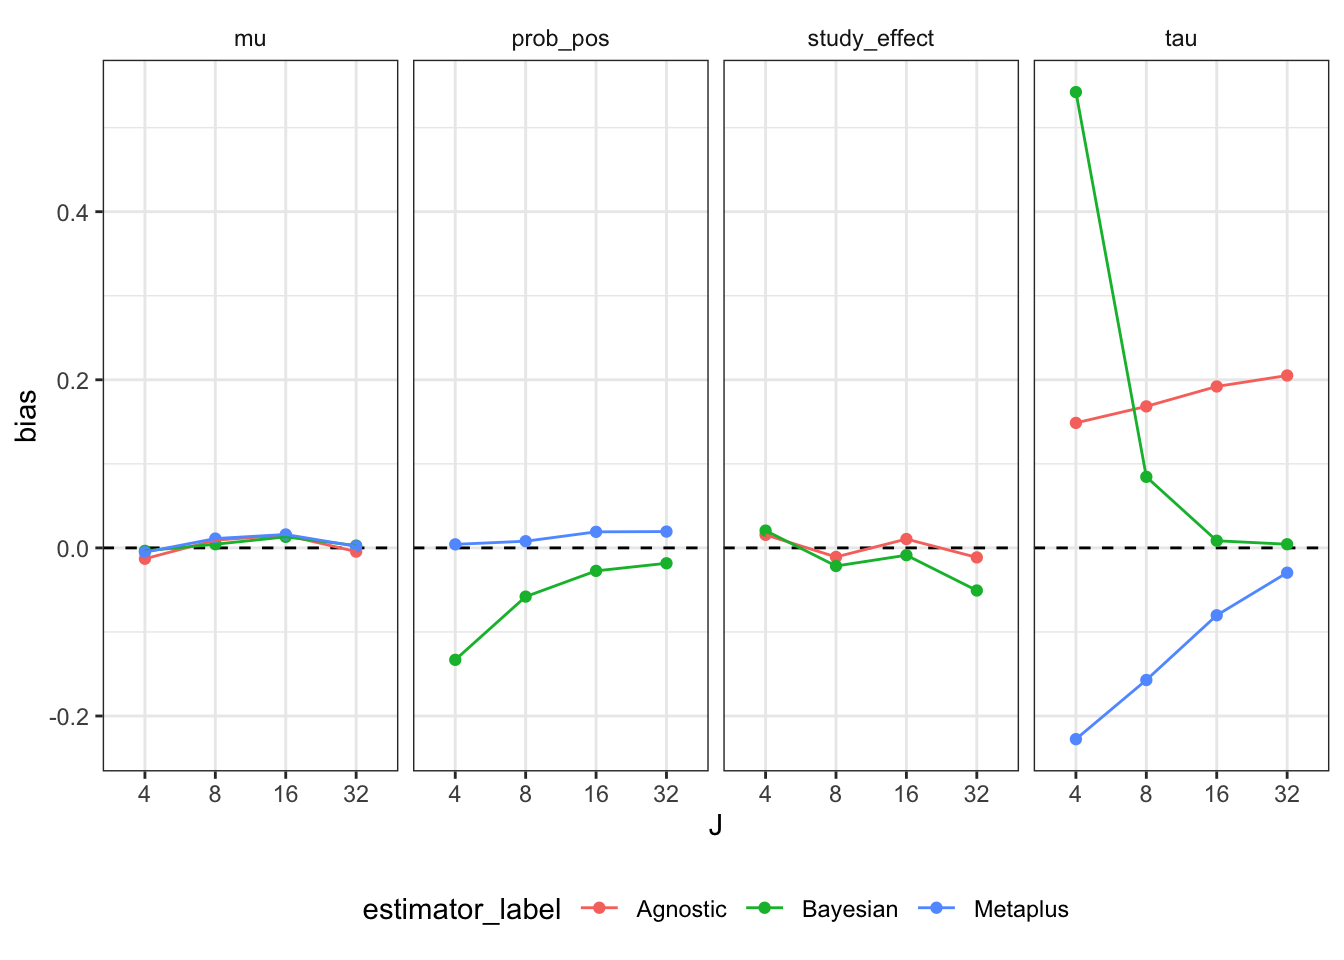 mu prob_pos study_effect tau
0.4
0.2
0.0
-0.2
bias
4 8 16 32 4 8 16 32 4 8 16 32 4 8 16 32
J
estimator_label Agnostic Bayesian Metaplus